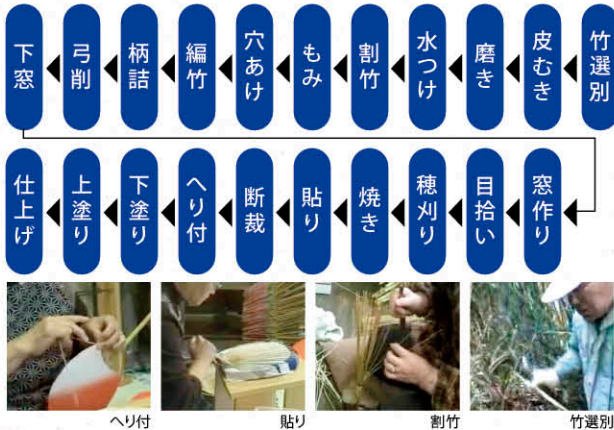 竹選別
皮むき
磨き
水つけ
割竹
もみ
穴あけ
編竹
柄詰
弓削
下窓
窓作り
目拾い
穂刈り
焼き
貼り
断裁
へり付
下塗り
上塗り
仕上げ
へり付
貼り
割竹
竹選別